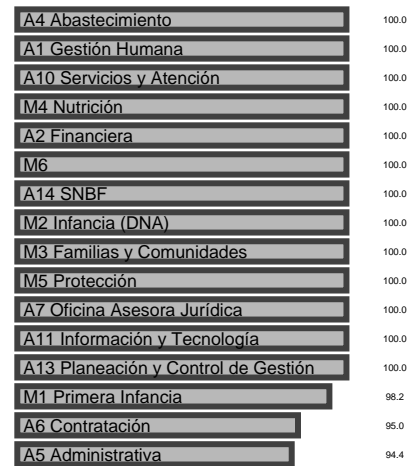 A4 Abastecimiento 100.0
A1 Gestión Humana 100.0
A10 Servicios y Atención 100.0
M4 Nutrición 100.0
A2 Financiera 100.0
M6 100.0
A14 SNBF 100.0
M2 Infancia (DNA) 100.0
M3 Familias y Comunidades 100.0
M5 Protección 100.0
A7 Oficina Asesora Jurídica 100.0
A11 Información y Tecnología 100.0
A13 Planeación y Control de Gestión 100.0
M1 Primera Infancia 98.2
A6 Contratación 95.0
A5 Administrativa 94.4